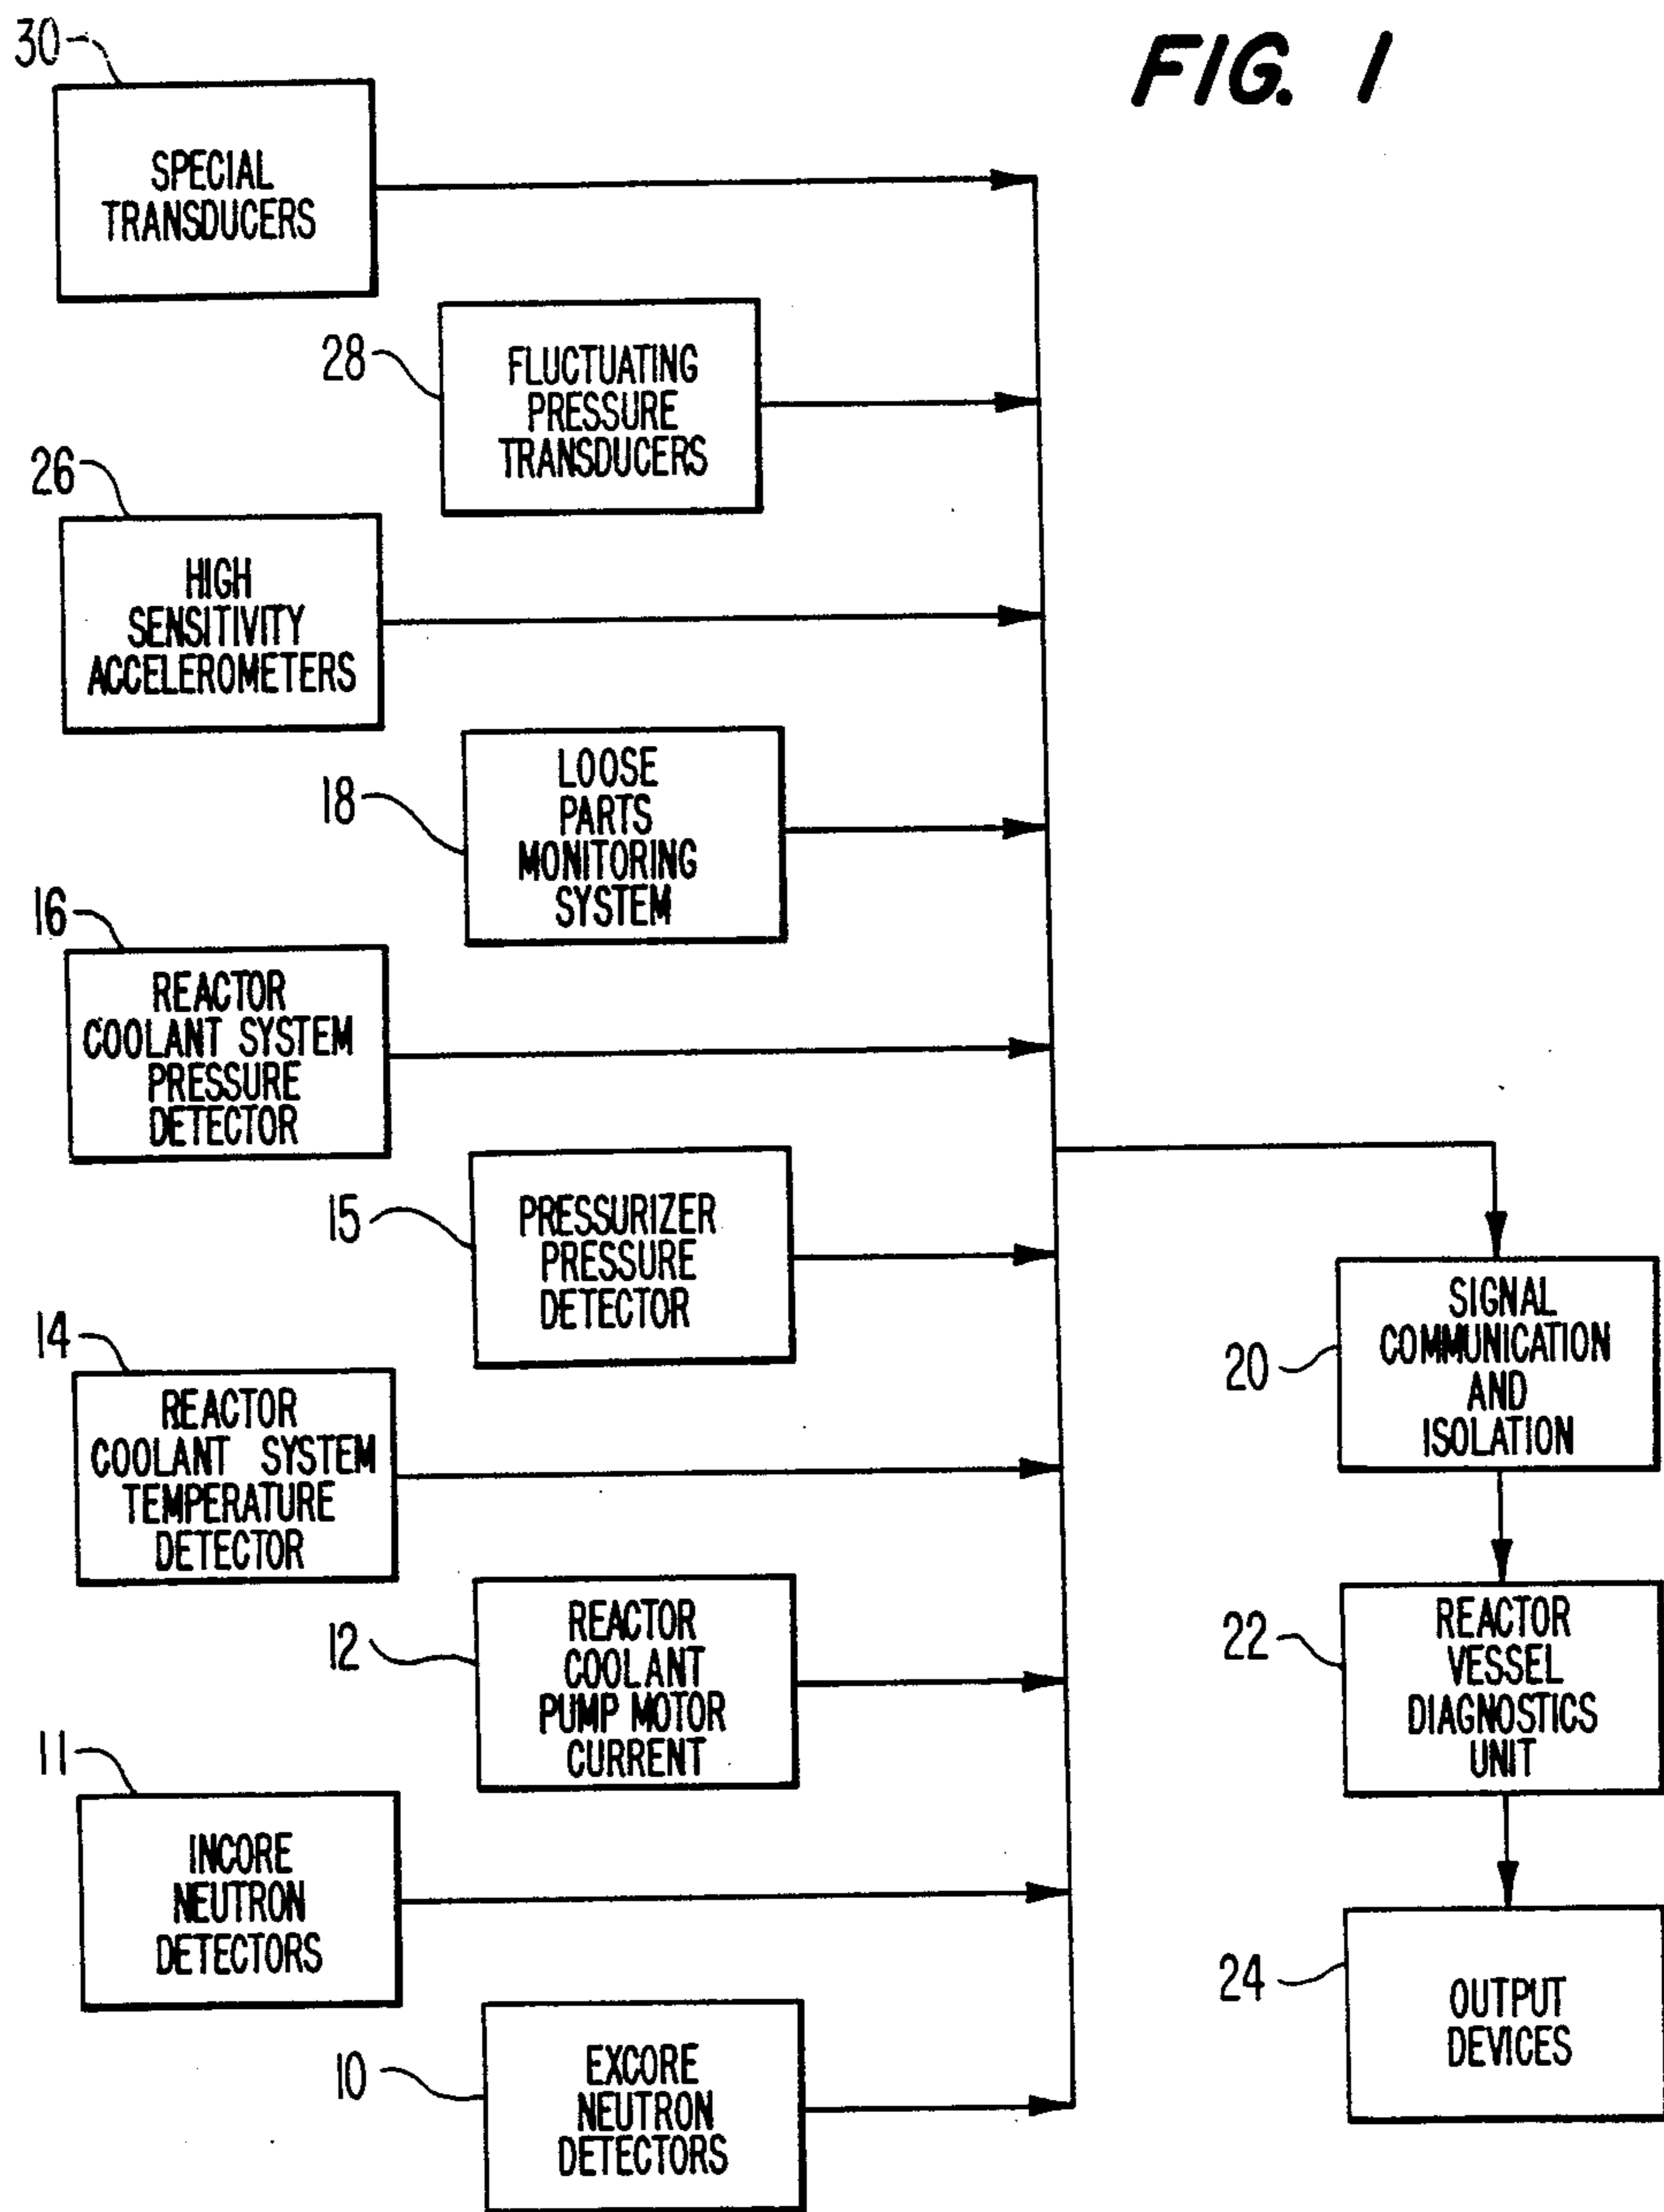 FIG. 1
30
SPECIAL
TRANSDUCERS
28
FLUCTUATING
PRESSURE
TRANSDUCERS
26
HIGH
SENSITIVITY
ACCELEROMETERS
18
LOOSE
PARTS
MONITORING
SYSTEM
16
REACTOR
COOLANT SYSTEM
PRESSURE
DETECTOR
15
PRESSURIZER
PRESSURE
DETECTOR
14
REACTOR
COOLANT SYSTEM
TEMPERATURE
DETECTOR
12
REACTOR
COOLANT
PUMP MOTOR
CURRENT
11
INCORE
NEUTRON
DETECTORS
10
EXCORE
NEUTRON
DETECTORS
20
SIGNAL
COMMUNICATION
AND
ISOLATION
22
REACTOR
VESSEL
DIAGNOSTICS
UNIT
24
OUTPUT
DEVICES